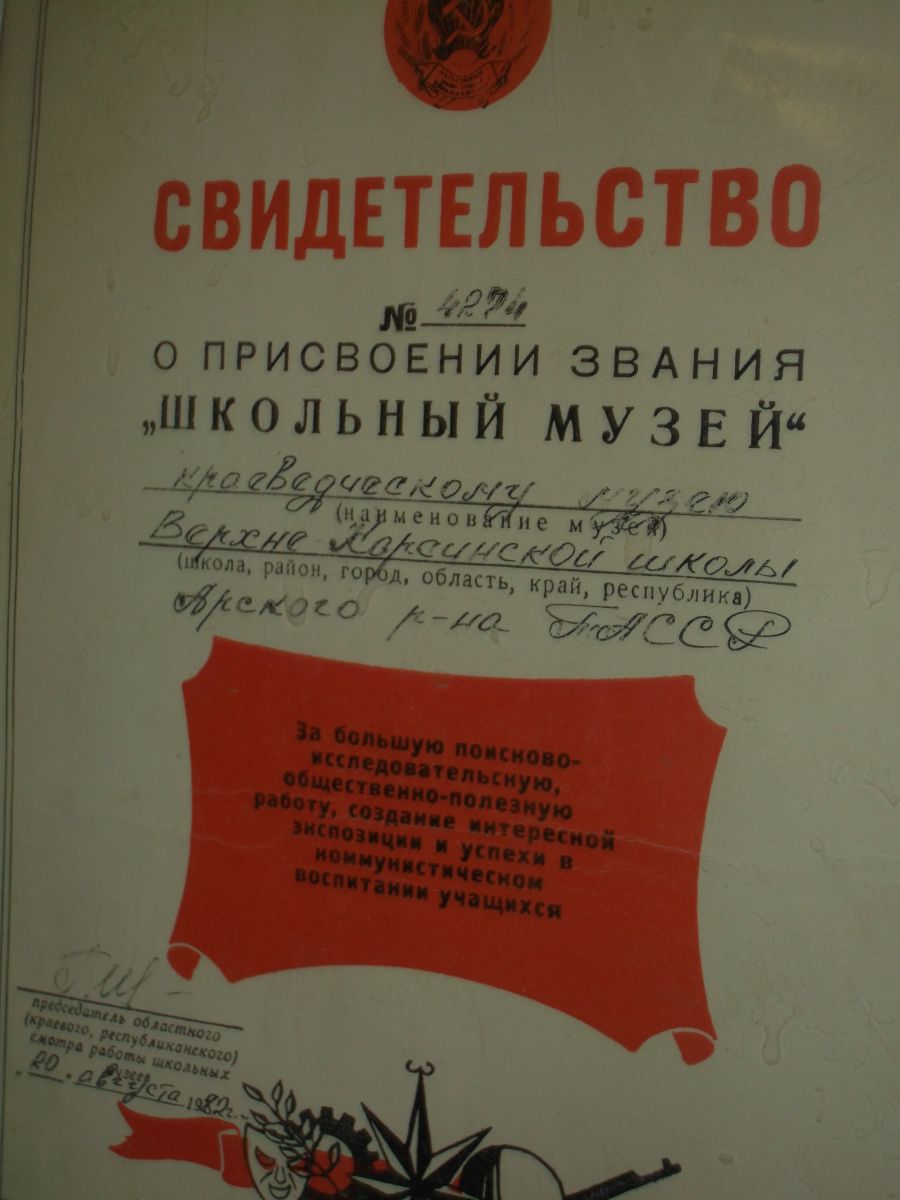 СВИДЕТЕЛЬСТВО
№ 4274
О ПРИСВОЕНИИ ЗВАНИЯ
„ШКОЛЬНЫЙ МУЗЕЙ“
краеведческому музею
(наименование музея)
Верхне-Корсинской школы
(школа, район, город, область, край, республика)
Арского р-на ТАССР
За большую поисково-
исследовательскую,
общественно-полезную
работу, создание интересной
экспозиции и успехи в
коммунистическом
воспитании учащихся
председатель областного
(краевого, республиканского)
смотра работы школьных
музеев
20 августа 1982 г.